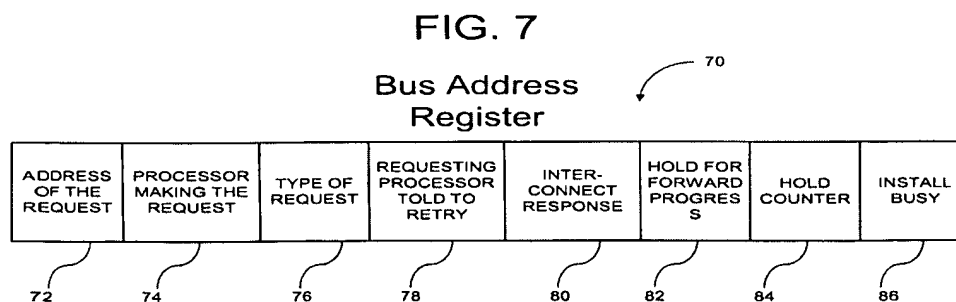 FIG. 7
70
Bus Address
Register
ADDRESS
OF THE
REQUEST
PROCESSOR
MAKING THE
REQUEST
TYPE OF
REQUEST
REQUESTING
PROCESSOR
TOLD TO
RETRY
INTER-
CONNECT
RESPONSE
HOLD FOR
FORWARD
PROGRES
S
HOLD
COUNTER
INSTALL
BUSY
72 74 76 78 80 82 84 86